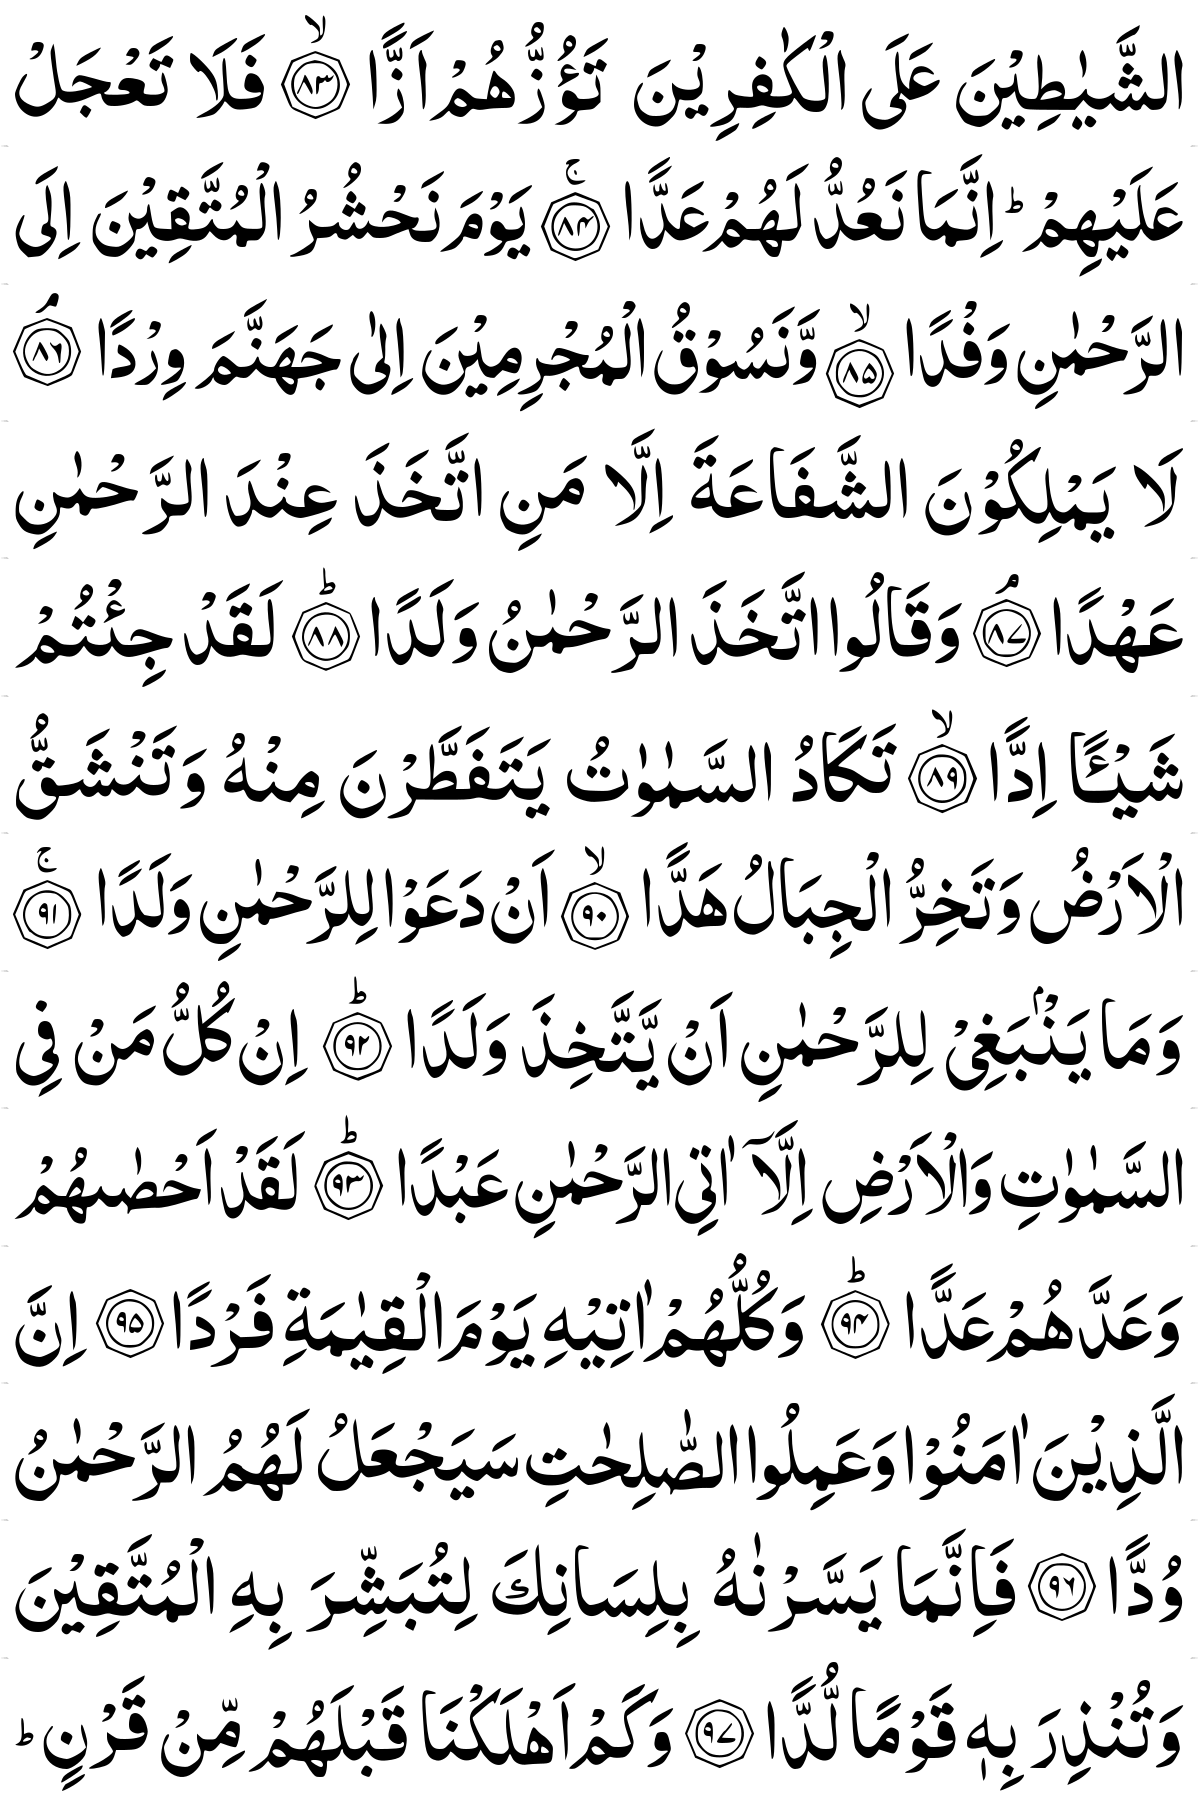 الشَّيٰطِيْنَ عَلَى الْكٰفِرِيْنَ تَؤُزُّهُمْ اَزًّا ۙ‏﴿۸۳﴾ فَلَا تَعْجَلْ
عَلَيْهِمْ ؕ اِنَّمَا نَعُدُّ لَهُمْ عَدًّا ۚ‏﴿۸۴﴾ يَوْمَ نَحْشُرُ الْمُتَّقِيْنَ اِلَى
الرَّحْمٰنِ وَفْدًا ۙ‏﴿۸۵﴾ وَّنَسُوْقُ الْمُجْرِمِيْنَ اِلٰى جَهَنَّمَ وِرْدًا ۘ‏﴿۸۶﴾
لَا يَمْلِكُوْنَ الشَّفَاعَةَ اِلَّا مَنِ اتَّخَذَ عِنْدَ الرَّحْمٰنِ
عَهْدًا ۘ‏﴿۸۷﴾ وَقَالُوا اتَّخَذَ الرَّحْمٰنُ وَلَدًا ؕ‏﴿۸۸﴾ لَقَدْ جِئْتُمْ
شَيْـًٔـا اِدًّا ۙ‏﴿۸۹﴾ تَكَادُ السَّمٰوٰتُ يَتَفَطَّرْنَ مِنْهُ وَتَنْشَقُّ
الْاَرْضُ وَتَخِرُّ الْجِبَالُ هَدًّا ۙ‏﴿۹۰﴾ اَنْ دَعَوْا لِلرَّحْمٰنِ وَلَدًا ۚ‏﴿۹۱﴾
وَمَا يَنْۢبَغِىْ لِلرَّحْمٰنِ اَنْ يَّتَّخِذَ وَلَدًا ؕ‏﴿۹۲﴾ اِنْ كُلُّ مَنْ فِى
السَّمٰوٰتِ وَالْاَرْضِ اِلَّاۤ اٰتِى الرَّحْمٰنِ عَبْدًا ؕ‏﴿۹۳﴾ لَقَدْ اَحْصٰٮهُمْ
وَعَدَّهُمْ عَدًّا ؕ‏﴿۹۴﴾ وَكُلُّهُمْ اٰتِيْهِ يَوْمَ الْقِيٰمَةِ فَرْدًا‏﴿۹۵﴾ اِنَّ
الَّذِيْنَ اٰمَنُوْا وَعَمِلُوا الصّٰلِحٰتِ سَيَجْعَلُ لَهُمُ الرَّحْمٰنُ
وُدًّا‏﴿۹۶﴾ فَاِنَّمَا يَسَّرْنٰهُ بِلِسَانِكَ لِتُبَشِّرَ بِهِ الْمُتَّقِيْنَ
وَتُنْذِرَ بِهٖ قَوْمًا لُّدًّا‏﴿۹۷﴾ وَكَمْ اَهْلَكْنَا قَبْلَهُمْ مِّنْ قَرْنٍ ؕ